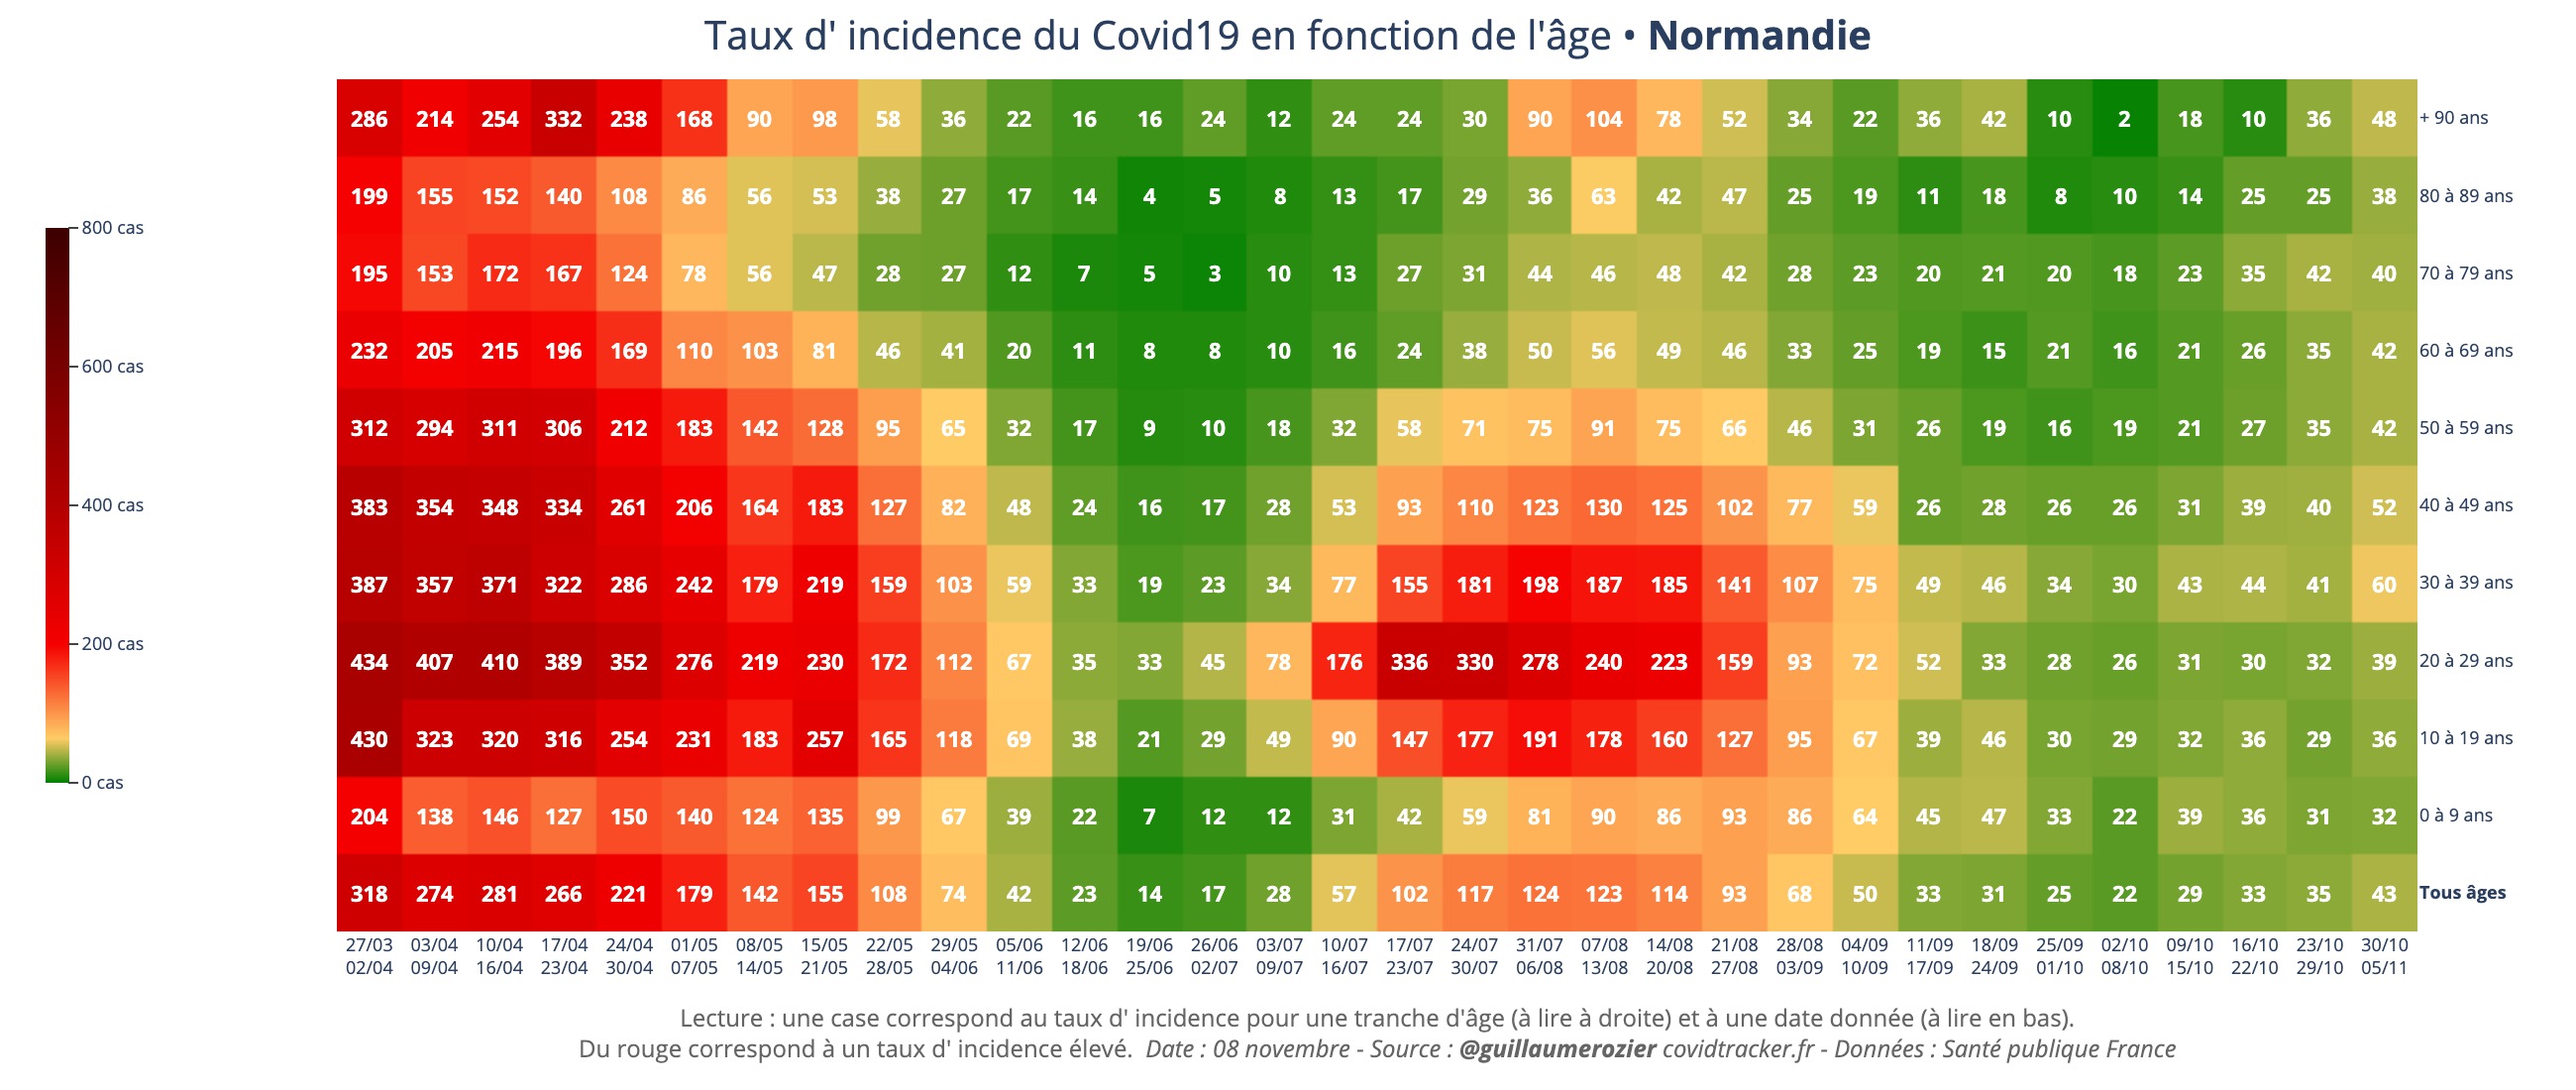 Taux d' incidence du Covid19 en fonction de l'âge • Normandie
286 214 254 332 238 168 90 98 58 36 22 16 16 24 12 24 24 30 90 104 78 52 34 22 36 42 10 2 18 10 36 48 + 90 ans
199 155 152 140 108 86 56 53 38 27 17 14 4 5 8 13 17 29 36 63 42 47 25 19 11 18 8 10 14 25 25 38 80 à 89 ans
800 cas
195 153 172 167 124 78 56 47 28 27 12 7 5 3 10 13 27 31 44 46 48 42 28 23 20 21 20 18 23 35 42 40 70 à 79 ans
232 205 215 196 169 110 103 81 46 41 20 11 8 8 10 16 24 38 50 56 49 46 33 25 19 15 21 16 21 26 35 42 60 à 69 ans
600 cas
312 294 311 306 212 183 142 128 95 65 32 17 9 10 18 32 58 71 75 91 75 66 46 31 26 19 16 19 21 27 35 42 50 à 59 ans
400 cas
383 354 348 334 261 206 164 183 127 82 48 24 16 17 28 53 93 110 123 130 125 102 77 59 26 28 26 26 31 39 40 52 40 à 49 ans
387 357 371 322 286 242 179 219 159 103 59 33 19 23 34 77 155 181 198 187 185 141 107 75 49 46 34 30 43 44 41 60 30 à 39 ans
200 cas
434 407 410 389 352 276 219 230 172 112 67 35 33 45 78 176 336 330 278 240 223 159 93 72 52 33 28 26 31 30 32 39 20 à 29 ans
430 323 320 316 254 231 183 257 165 118 69 38 21 29 49 90 147 177 191 178 160 127 95 67 39 46 30 29 32 36 29 36 10 à 19 ans
0 cas
204 138 146 127 150 140 124 135 99 67 39 22 7 12 12 31 42 59 81 90 86 93 86 64 45 47 33 22 39 36 31 32 0 à 9 ans
318 274 281 266 221 179 142 155 108 74 42 23 14 17 28 57 102 117 124 123 114 93 68 50 33 31 25 22 29 33 35 43 Tous âges
27/03 03/04 10/04 17/04 24/04 01/05 08/05 15/05 22/05 29/05 05/06 12/06 19/06 26/06 03/07 10/07 17/07 24/07 31/07 07/08 14/08 21/08 28/08 04/09 11/09 18/09 25/09 02/10 09/10 16/10 23/10 30/10
02/04 09/04 16/04 23/04 30/04 07/05 14/05 21/05 28/05 04/06 11/06 18/06 25/06 02/07 09/07 16/07 23/07 30/07 06/08 13/08 20/08 27/08 03/09 10/09 17/09 24/09 01/10 08/10 15/10 22/10 29/10 05/11
Lecture : une case correspond au taux d' incidence pour une tranche d'âge (à lire à droite) et à une date donnée (à lire en bas).
Du rouge correspond à un taux d' incidence élevé. Date : 08 novembre - Source : @guillaumerozier covidtracker.fr - Données : Santé publique France